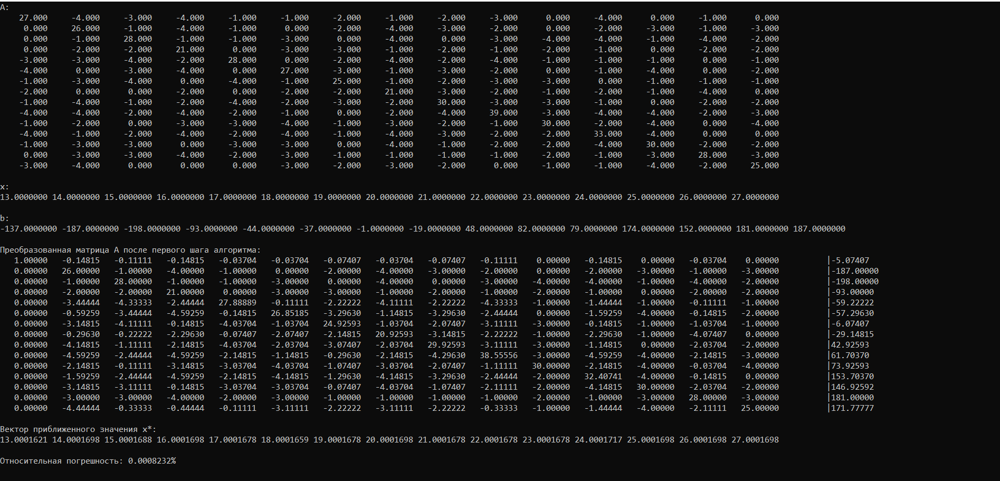 A:
27.000 -4.000 -3.000 -4.000 -1.000 -1.000 -2.000 -1.000 -2.000 -3.000 0.000 -4.000 0.000 -1.000 0.000
0.000 26.000 -1.000 -4.000 -1.000 0.000 -2.000 -4.000 -3.000 -2.000 0.000 -2.000 -3.000 -1.000 -3.000
0.000 -1.000 28.000 -1.000 -1.000 -3.000 0.000 -4.000 0.000 -3.000 -4.000 -4.000 -1.000 -4.000 -2.000
0.000 -2.000 -2.000 21.000 0.000 -3.000 -3.000 -1.000 -2.000 -1.000 -2.000 -1.000 0.000 -2.000 -2.000
-3.000 -3.000 -4.000 -2.000 28.000 0.000 -2.000 -4.000 -2.000 -4.000 -1.000 -1.000 -1.000 0.000 -1.000
-4.000 0.000 -3.000 -4.000 0.000 27.000 -3.000 -1.000 -3.000 -2.000 0.000 -1.000 -4.000 0.000 -2.000
-1.000 -3.000 -4.000 0.000 -4.000 -1.000 25.000 -1.000 -2.000 -3.000 -3.000 0.000 -1.000 -1.000 -1.000
-2.000 0.000 0.000 -2.000 0.000 -2.000 -2.000 21.000 -3.000 -2.000 -1.000 -2.000 -1.000 -4.000 0.000
-1.000 -4.000 -1.000 -2.000 -4.000 -2.000 -3.000 -2.000 30.000 -3.000 -3.000 -1.000 0.000 -2.000 -2.000
-4.000 -4.000 -2.000 -4.000 -2.000 -1.000 0.000 -2.000 -4.000 39.000 -3.000 -4.000 -4.000 -2.000 -3.000
-1.000 -2.000 0.000 -3.000 -3.000 -4.000 -1.000 -3.000 -2.000 -1.000 30.000 -2.000 -4.000 0.000 -4.000
-4.000 -1.000 -2.000 -4.000 -2.000 -4.000 -1.000 -4.000 -3.000 -2.000 -2.000 33.000 -4.000 0.000 0.000
-1.000 -3.000 -3.000 0.000 -3.000 -3.000 0.000 -4.000 -1.000 -2.000 -2.000 -4.000 30.000 -2.000 -2.000
0.000 -3.000 -3.000 -4.000 -2.000 -3.000 -1.000 -1.000 -1.000 -1.000 -2.000 -1.000 -3.000 28.000 -3.000
-3.000 -4.000 0.000 0.000 0.000 -3.000 -2.000 -3.000 -2.000 0.000 -1.000 -1.000 -4.000 -2.000 25.000
x:
13.0000000 14.0000000 15.0000000 16.0000000 17.0000000 18.0000000 19.0000000 20.0000000 21.0000000 22.0000000 23.0000000 24.0000000 25.0000000 26.0000000 27.0000000
b:
-137.0000000 -187.0000000 -198.0000000 -93.0000000 -44.0000000 -37.0000000 -1.0000000 -19.0000000 48.0000000 82.0000000 79.0000000 174.0000000 152.0000000 181.0000000 187.0000000
Преобразованная матрица A после первого шага алгоритма:
1.00000 -0.14815 -0.11111 -0.14815 -0.03704 -0.03704 -0.07407 -0.03704 -0.07407 -0.11111 0.00000 -0.14815 0.00000 -0.03704 0.00000 |-5.07407
0.00000 26.00000 -1.00000 -4.00000 -1.00000 0.00000 -2.00000 -4.00000 -3.00000 -2.00000 0.00000 -2.00000 -3.00000 -1.00000 -3.00000 |-187.00000
0.00000 -1.00000 28.00000 -1.00000 -1.00000 -3.00000 0.00000 -4.00000 0.00000 -3.00000 -4.00000 -4.00000 -1.00000 -4.00000 -2.00000 |-198.00000
0.00000 -2.00000 -2.00000 21.00000 0.00000 -3.00000 -3.00000 -1.00000 -2.00000 -1.00000 -2.00000 -1.00000 0.00000 -2.00000 -2.00000 |-93.00000
0.00000 -3.44444 -4.33333 -2.44444 27.88889 -0.11111 -2.22222 -4.11111 -2.22222 -4.33333 -1.00000 -1.44444 -1.00000 -0.11111 -1.00000 |-59.22222
0.00000 -0.59259 -3.44444 -4.59259 -0.14815 26.85185 -3.29630 -1.14815 -3.29630 -2.44444 0.00000 -1.59259 -4.00000 -0.14815 -2.00000 |-57.29630
0.00000 -3.14815 -4.11111 -0.14815 -4.03704 -1.03704 24.92593 -1.03704 -2.07407 -3.11111 -3.00000 -0.14815 -1.00000 -1.03704 -1.00000 |-6.07407
0.00000 -0.29630 -0.22222 -2.29630 -0.07407 -2.07407 -2.14815 20.92593 -3.14815 -2.22222 -1.00000 -2.29630 -1.00000 -4.07407 0.00000 |-29.14815
0.00000 -4.14815 -1.11111 -2.14815 -4.03704 -2.03704 -3.07407 -2.03704 29.92593 -3.11111 -3.00000 -1.14815 0.00000 -2.03704 -2.00000 |42.92593
0.00000 -4.59259 -2.44444 -4.59259 -2.14815 -1.14815 -0.29630 -2.14815 -4.29630 38.55556 -3.00000 -4.59259 -4.00000 -2.14815 -3.00000 |61.70370
0.00000 -2.14815 -0.11111 -3.14815 -3.03704 -4.03704 -1.07407 -3.03704 -2.07407 -1.11111 30.00000 -2.14815 -4.00000 -0.03704 -4.00000 |73.92593
0.00000 -1.59259 -2.44444 -4.59259 -2.14815 -4.14815 -1.29630 -4.14815 -3.29630 -2.44444 -2.00000 32.40741 -4.00000 -0.14815 0.00000 |153.70370
0.00000 -3.14815 -3.11111 -0.14815 -3.03704 -3.03704 -0.07407 -4.03704 -1.07407 -2.11111 -2.00000 -4.14815 30.00000 -2.03704 -2.00000 |146.92592
0.00000 -3.00000 -3.00000 -4.00000 -2.00000 -3.00000 -1.00000 -1.00000 -1.00000 -1.00000 -2.00000 -1.00000 -3.00000 28.00000 -3.00000 |181.00000
0.00000 -4.44444 -0.33333 -0.44444 -0.11111 -3.11111 -2.22222 -3.11111 -2.22222 -0.33333 -1.00000 -1.44444 -4.00000 -2.11111 25.00000 |171.77777
Вектор приближенного значения x*:
13.0001621 14.0001698 15.0001688 16.0001698 17.0001678 18.0001659 19.0001678 20.0001698 21.0001678 22.0001678 23.0001678 24.0001717 25.0001698 26.0001698 27.0001698
Относительная погрешность: 0.0008232%